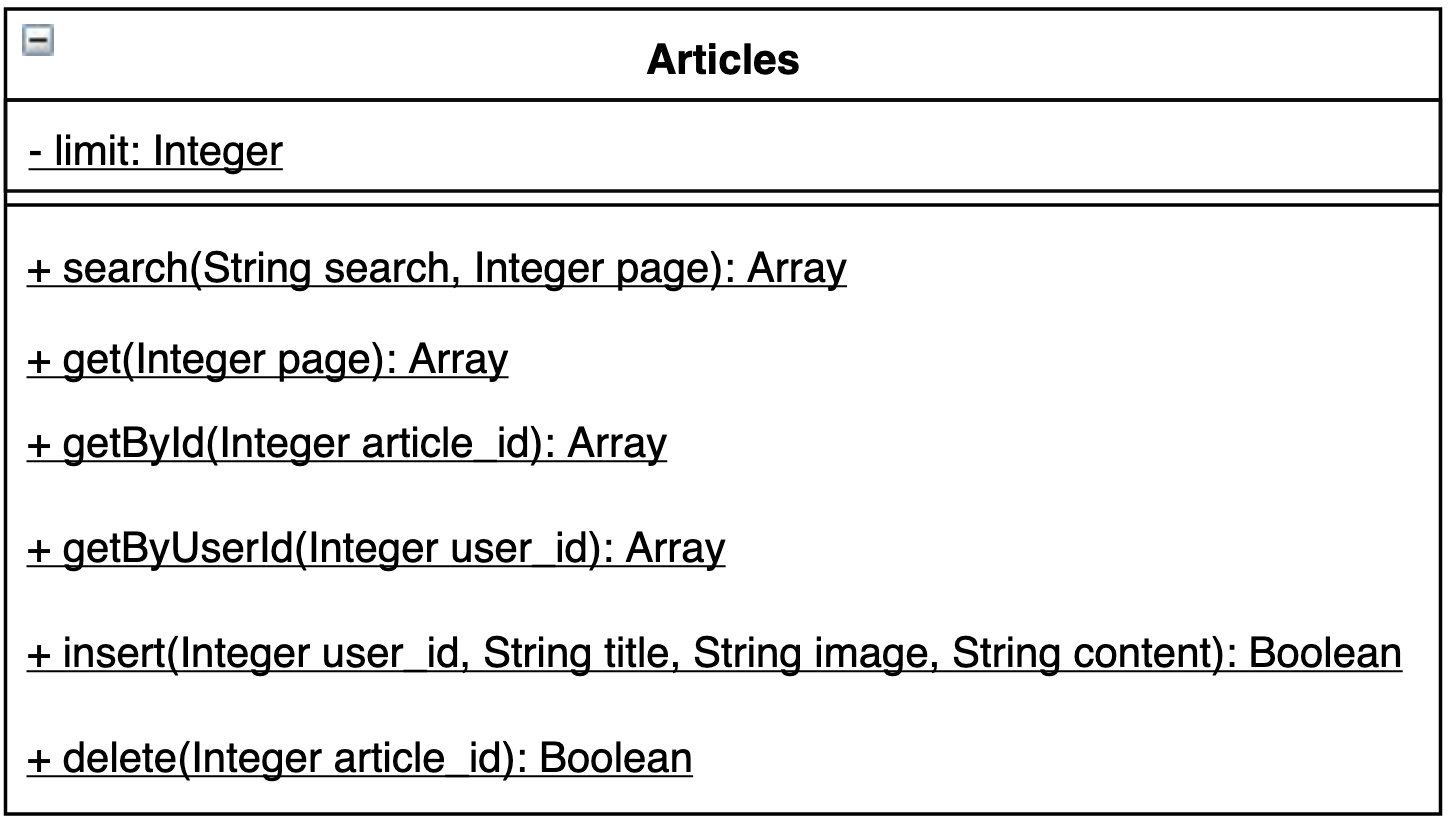 Articles
- limit: Integer
+ search(String search, Integer page): Array
+ get(Integer page): Array
+ getById(Integer article_id): Array
+ getByUserId(Integer user_id): Array
+ insert(Integer user_id, String title, String image, String content): Boolean
+ delete(Integer article_id): Boolean